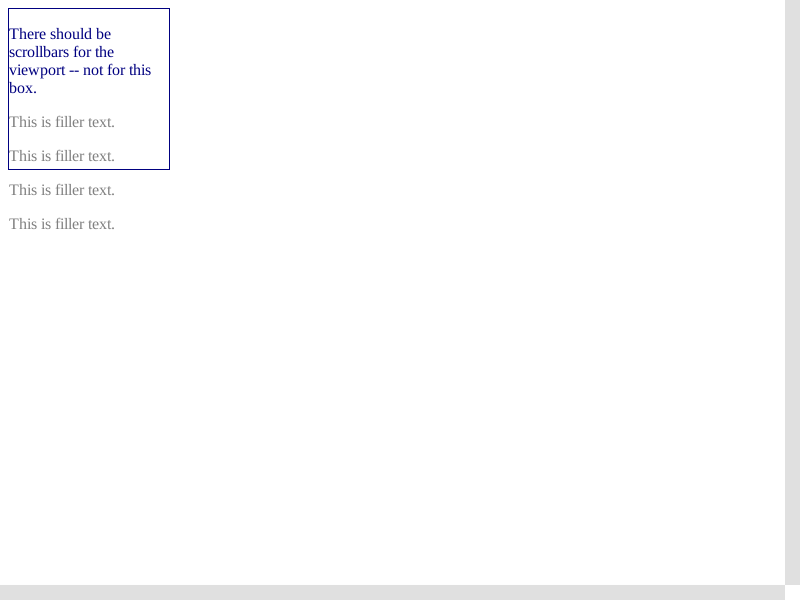 There should be
scrollbars for the
viewport -- not for this
box.
This is filler text.
This is filler text.
This is filler text.
This is filler text.